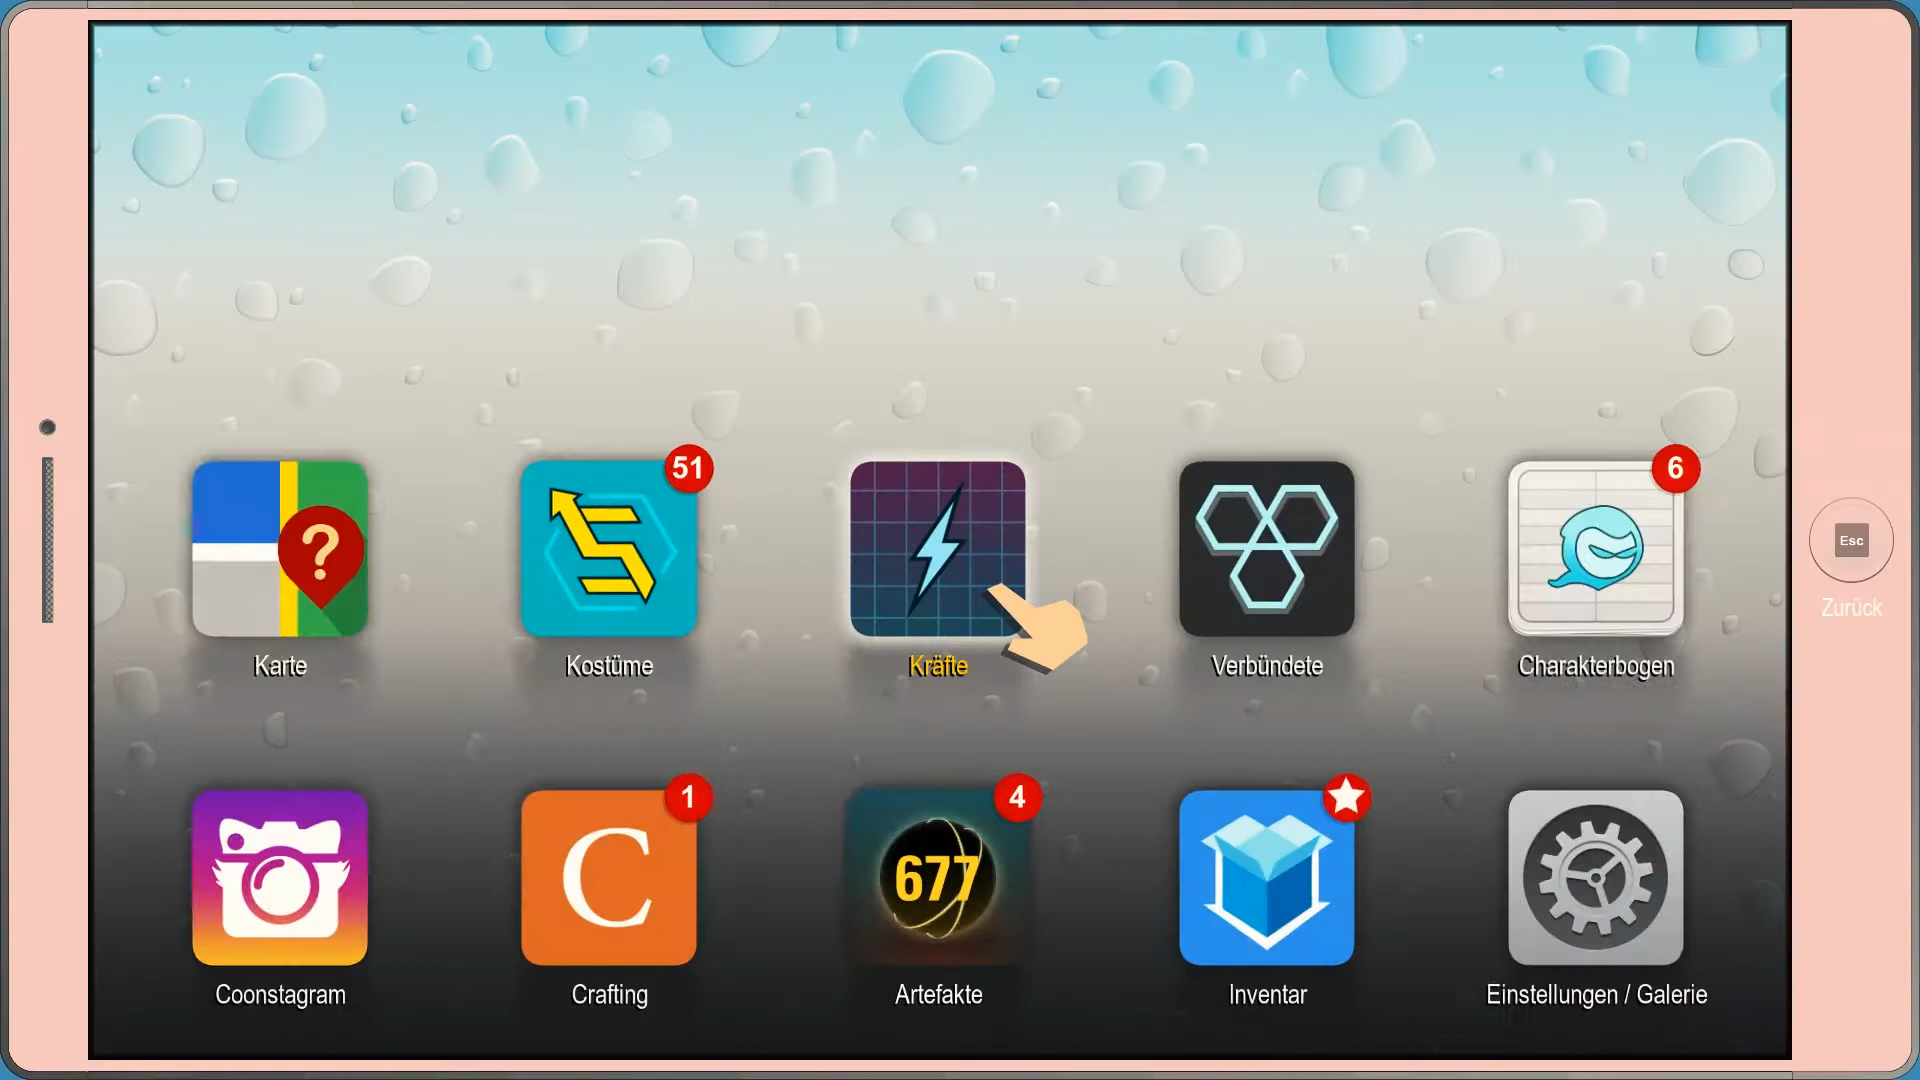 51
6
?
Esc
Zurück
Karte
Kostüme
Kräfte
Verbündete
Charakterbogen
1
4
C
677
Coonstagram
Crafting
Artefakte
Inventar
Einstellungen / Galerie